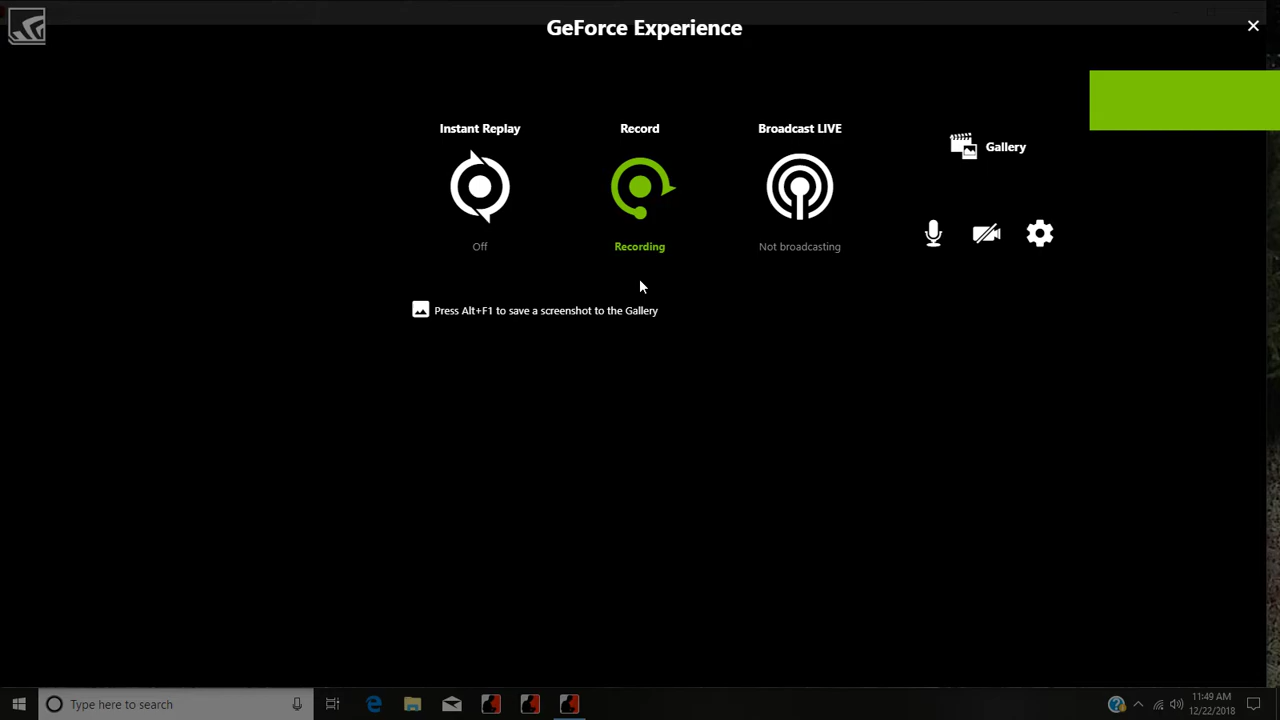 GeForce Experience
Instant Replay
Record
Broadcast LIVE
Gallery
Off
Recording
Not broadcasting
Press Alt+F1 to save a screenshot to the Gallery
Type here to search
11:49 AM
12/22/2018